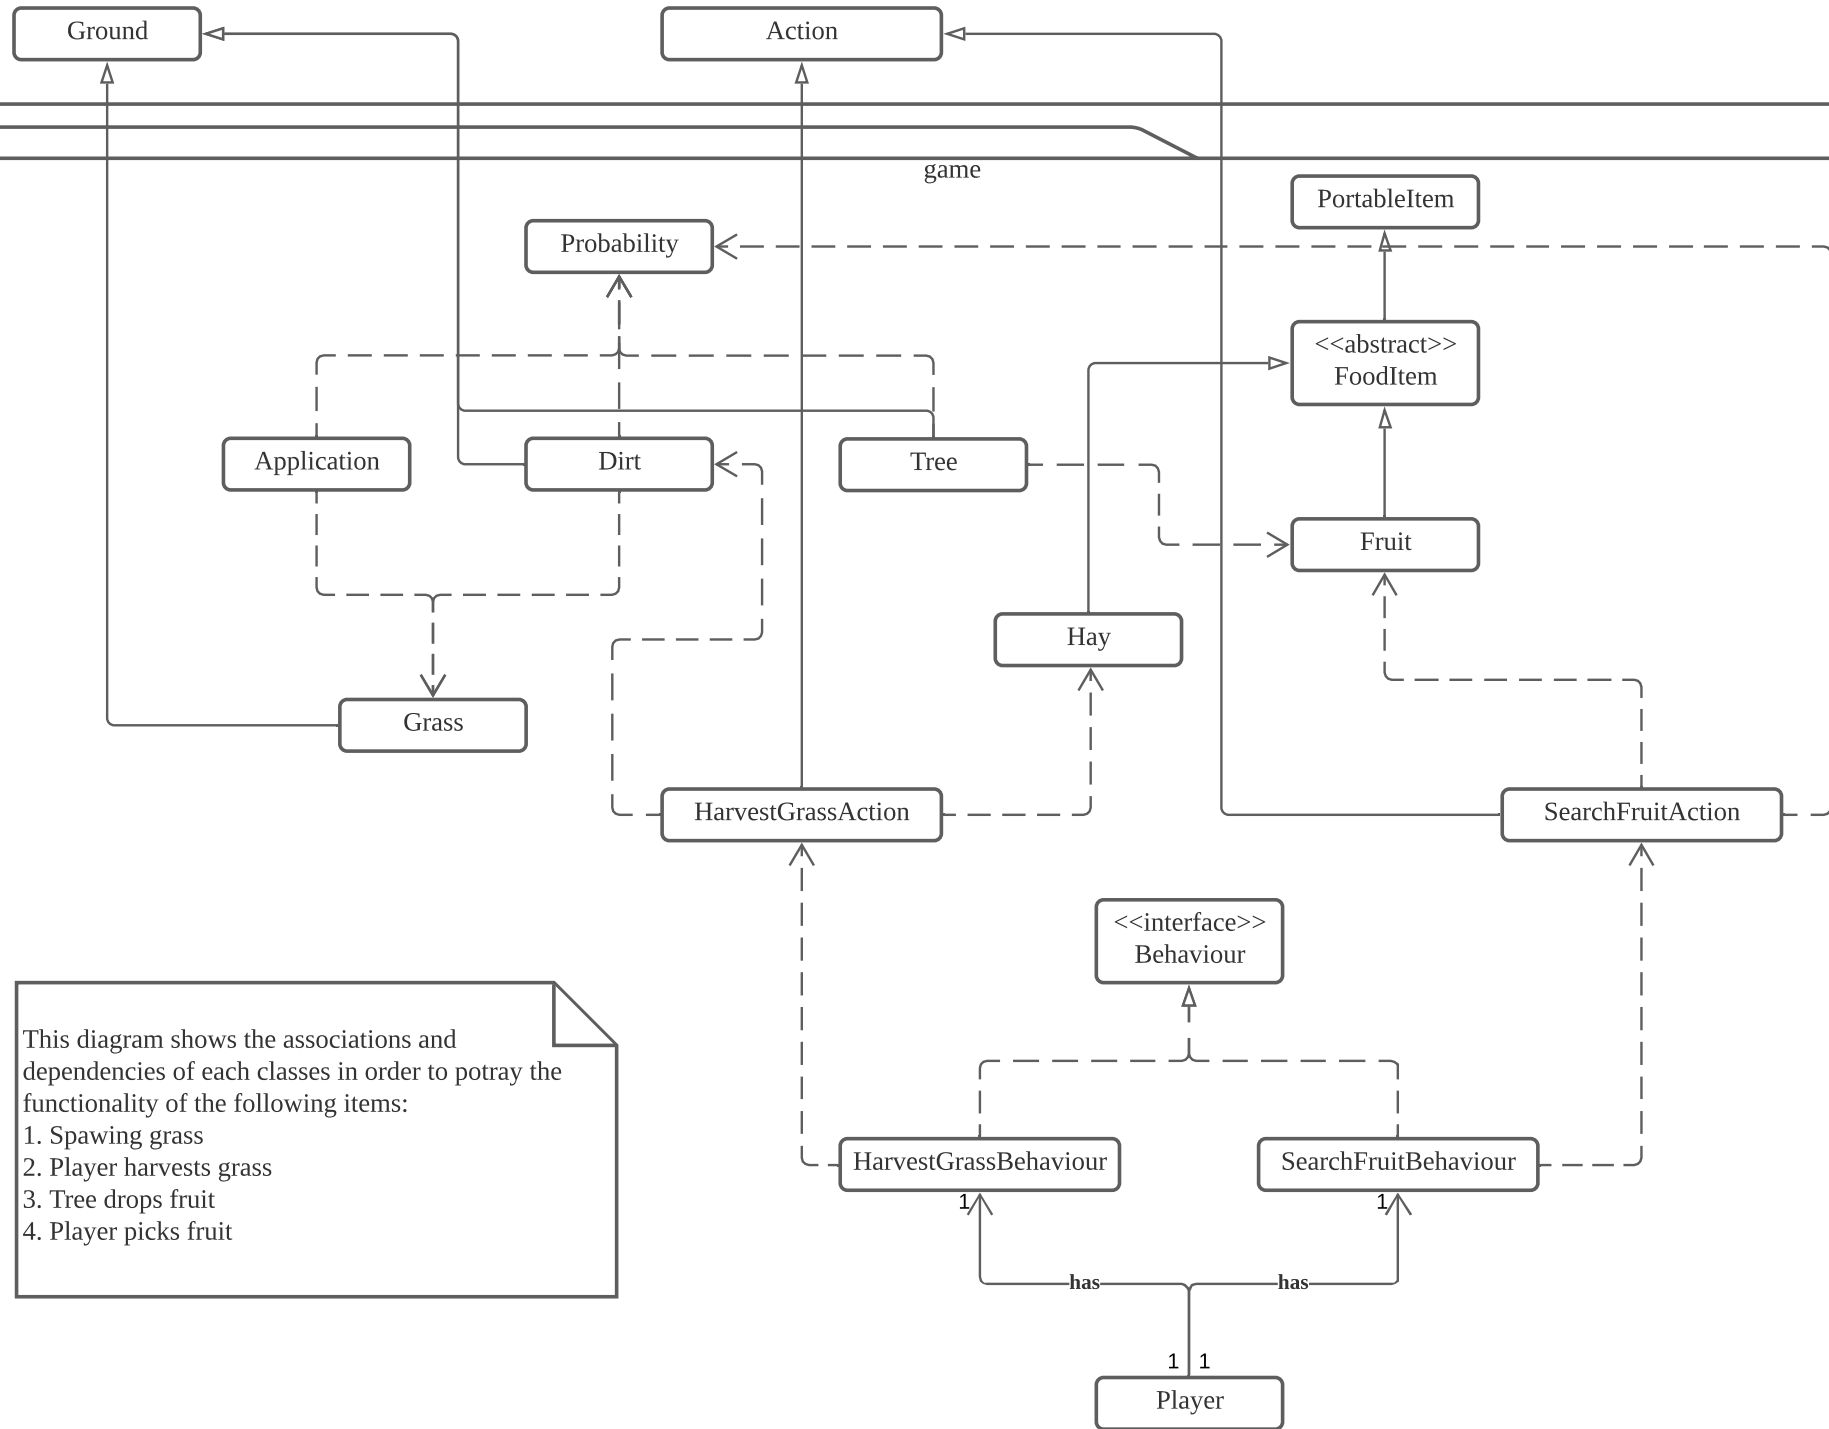 Ground
Action
game
PortableItem
Probability
<<abstract>>
FoodItem
Application
Dirt
Tree
Fruit
Hay
Grass
HarvestGrassAction
SearchFruitAction
<<interface>>
Behaviour
This diagram shows the associations and
dependencies of each classes in order to potray the
functionality of the following items:
1. Spawing grass
2. Player harvests grass
3. Tree drops fruit
4. Player picks fruit
HarvestGrassBehaviour
SearchFruitBehaviour
1
1
has
has
1
1
Player